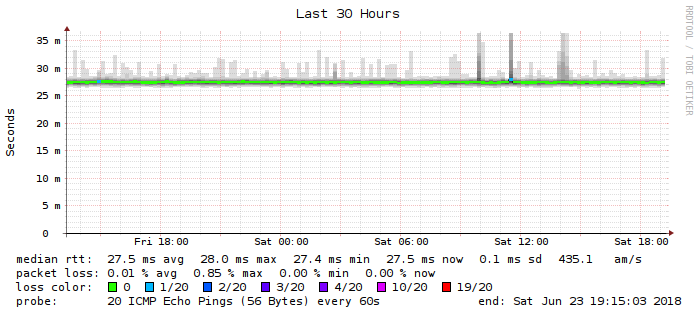 Last 30 Hours
RRDTOOL / TOBI OETIKER
Seconds
35 m
30 m
25 m
20 m
15 m
10 m
5 m
0
Fri 18:00 Sat 00:00 Sat 06:00 Sat 12:00 Sat 18:00
median rtt: 27.5 ms avg 28.0 ms max 27.4 ms min 27.5 ms now 0.1 ms sd 435.1 am/s
packet loss: 0.01 % avg 0.85 % max 0.00 % min 0.00 % now
loss color: 0 1/20 2/20 3/20 4/20 10/20 19/20
probe: 20 ICMP Echo Pings (56 Bytes) every 60s end: Sat Jun 23 19:15:03 2018